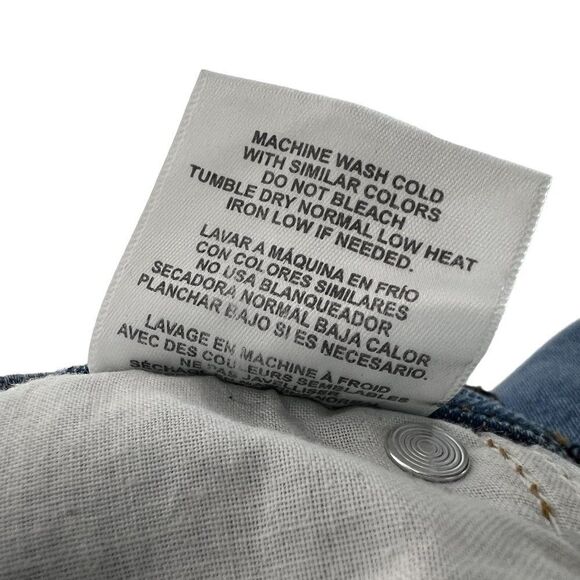 MACHINE WASH COLD
WITH SIMILAR COLORS
DO NOT BLEACH
TUMBLE DRY NORMAL LOW HEAT
IRON LOW IF NEEDED.
LAVAR A MÁQUINA EN FRÍO
CON COLORES SIMILARES
NO USA BLANQUEADOR
SECADORA NORMAL BAJA CALOR
PLANCHAR BAJO SI ES NECESARIO.
LAVAGE EN MACHINE À FROID
AVEC DES COULEURS SEMBLABLES
NE PAS